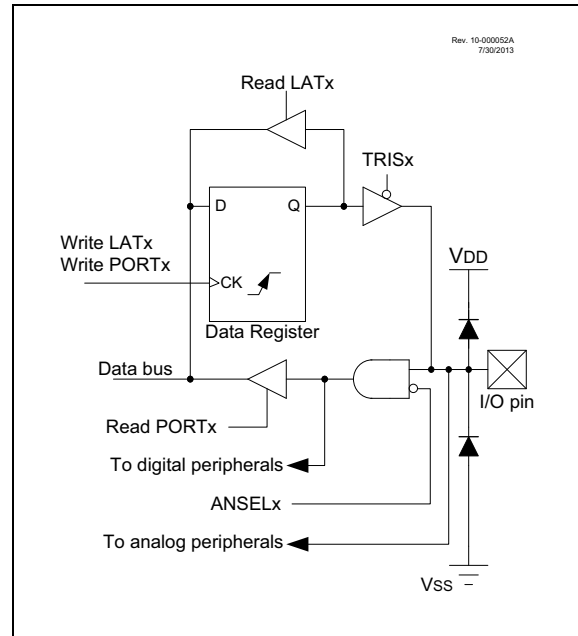 Rev. 10-000052A
7/30/2013
Read LATx
TRISx
D
Q
Write LATx
Write PORTx
CK
VDD
Data Register
Data bus
I/O pin
Read PORTx
To digital peripherals
ANSELx
To analog peripherals
Vss